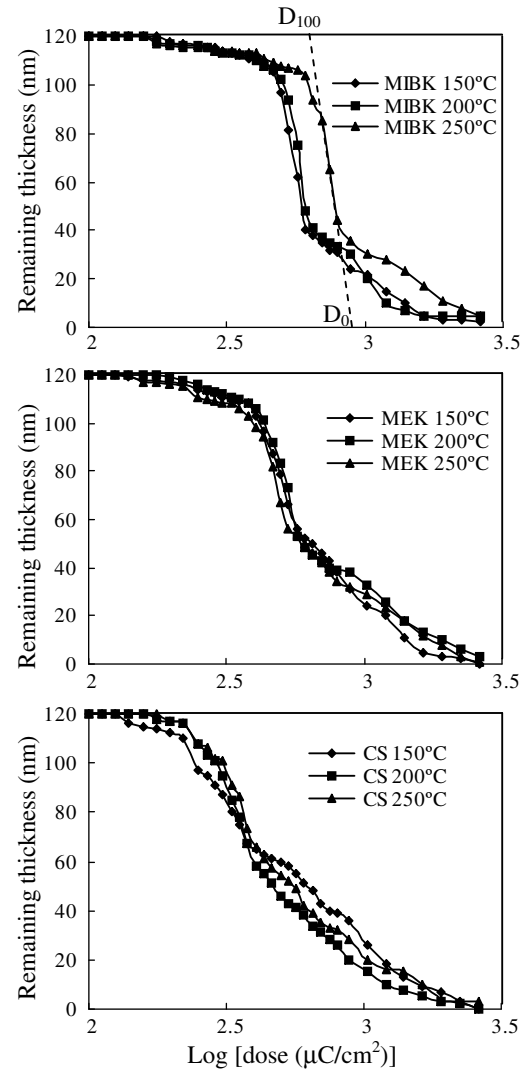 D100
120
100
80
60
40
20
0
Remaining thickness (nm)
MIBK 150ºC
MIBK 200ºC
MIBK 250ºC
D0
2
2.5
3
3.5
120
100
80
60
40
20
0
Remaining thickness (nm)
MEK 150ºC
MEK 200ºC
MEK 250ºC
2
2.5
3
3.5
120
100
80
60
40
20
0
Remaining thickness (nm)
CS 150ºC
CS 200ºC
CS 250ºC
2
2.5
3
3.5
Log [dose (μC/cm²)]